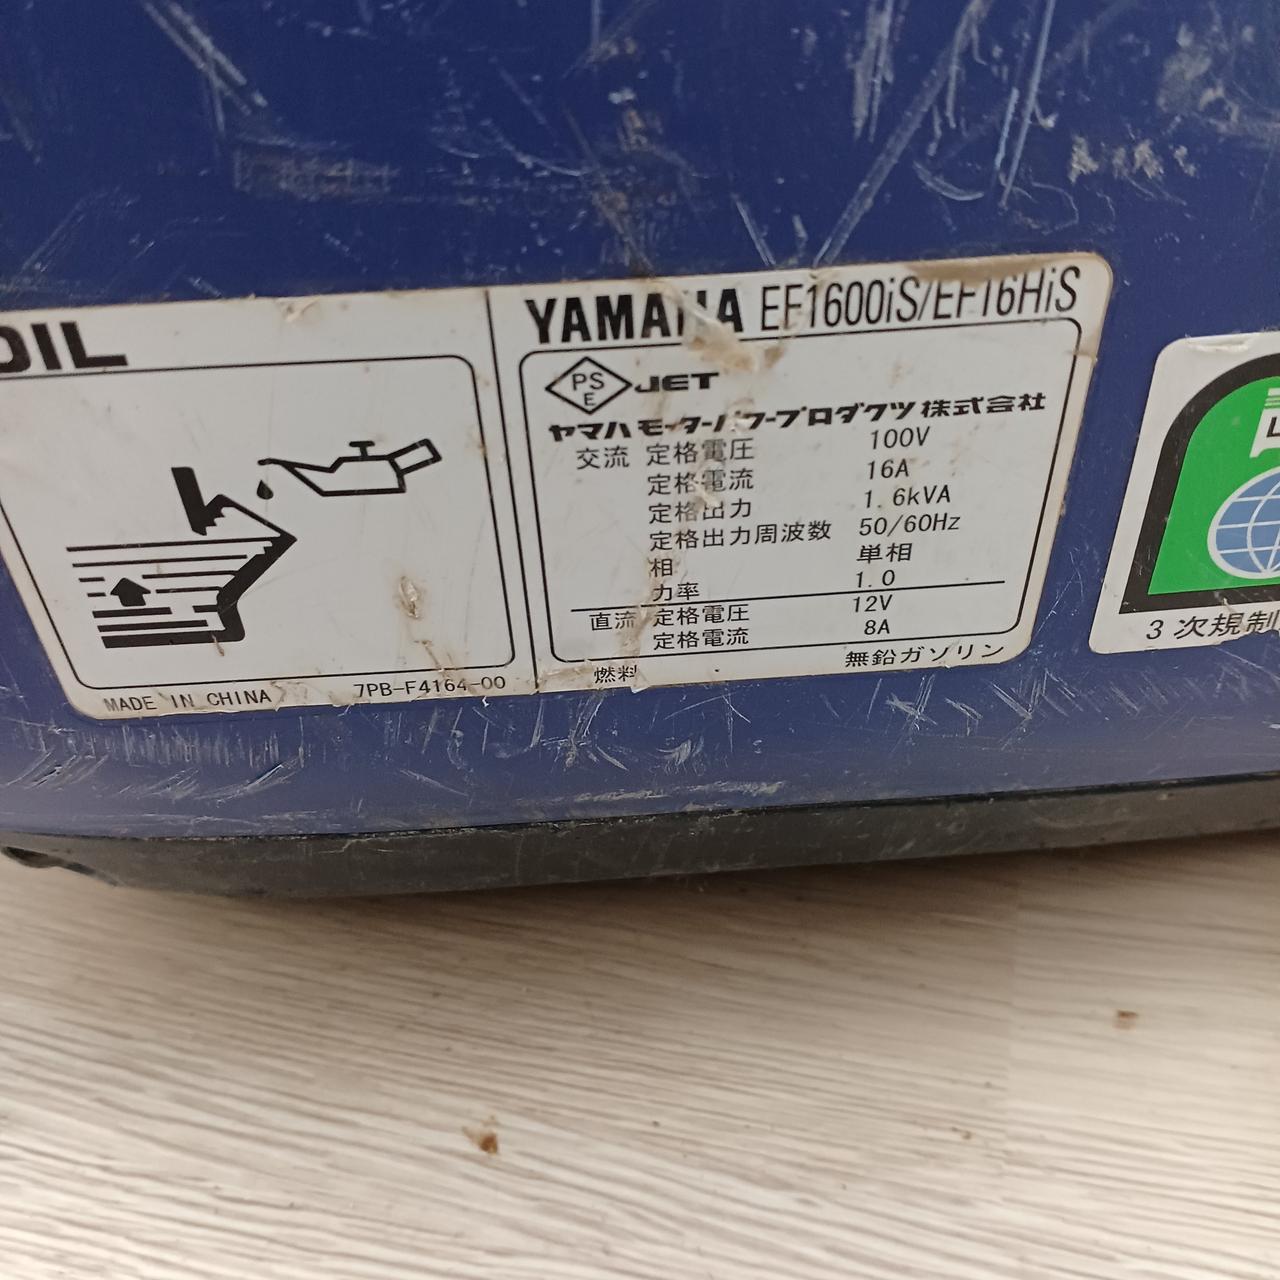 OIL
MADE IN CHINA
7PB-F4164-00
YAMAHA EF1600iS/EF16HiS
PSE JET
ヤマハモーターパワープロダクツ株式会社
交流 定格電圧 100V
定格電流 16A
定格出力 1.6kVA
定格出力周波数 50/60Hz
相 単相
力率 1.0
直流 定格電圧 12V
定格電流 8A
燃料 無鉛ガソリン
3次規制